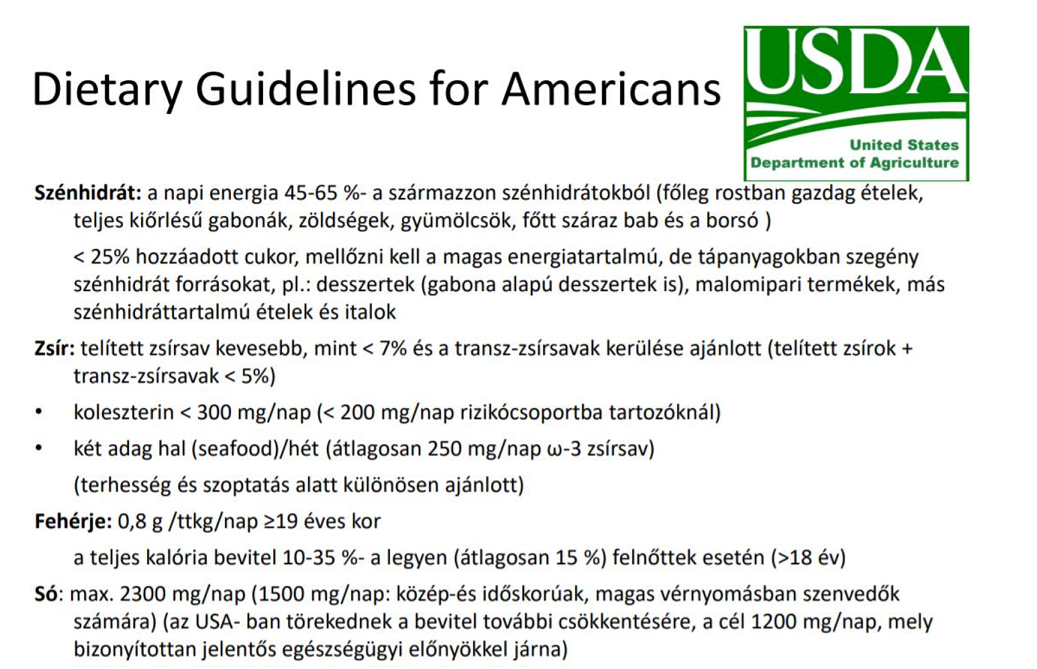 Dietary Guidelines for Americans
USDA
United States
Department of Agriculture
Szénhidrát: a napi energia 45-65 %- a származzon szénhidrátokból (főleg rostban gazdag ételek,
teljes kiőrlésű gabonák, zöldségek, gyümölcsök, főtt száraz bab és a borsó )
< 25% hozzáadott cukor, mellőzni kell a magas energiatartalmú, de tápanyagokban szegény
szénhidrát forrásokat, pl.: desszertek (gabona alapú desszertek is), malomipari termékek, más
szénhidráttartalmú ételek és italok
Zsír: telített zsírsav kevesebb, mint < 7% és a transz-zsírsavak kerülése ajánlott (telített zsírok +
transz-zsírsavak < 5%)
• koleszterin < 300 mg/nap (< 200 mg/nap rizikócsoportba tartozóknál)
• két adag hal (seafood)/hét (átlagosan 250 mg/nap ω-3 zsírsav)
(terhesség és szoptatás alatt különösen ajánlott)
Fehérje: 0,8 g /ttkg/nap ≥19 éves kor
a teljes kalória bevitel 10-35 %- a legyen (átlagosan 15 %) felnőttek esetén (>18 év)
Só: max. 2300 mg/nap (1500 mg/nap: közép-és időskorúak, magas vérnyomásban szenvedők
számára) (az USA- ban törekednek a bevitel további csökkentésére, a cél 1200 mg/nap, mely
bizonyítottan jelentős egészségügyi előnyökkel járna)